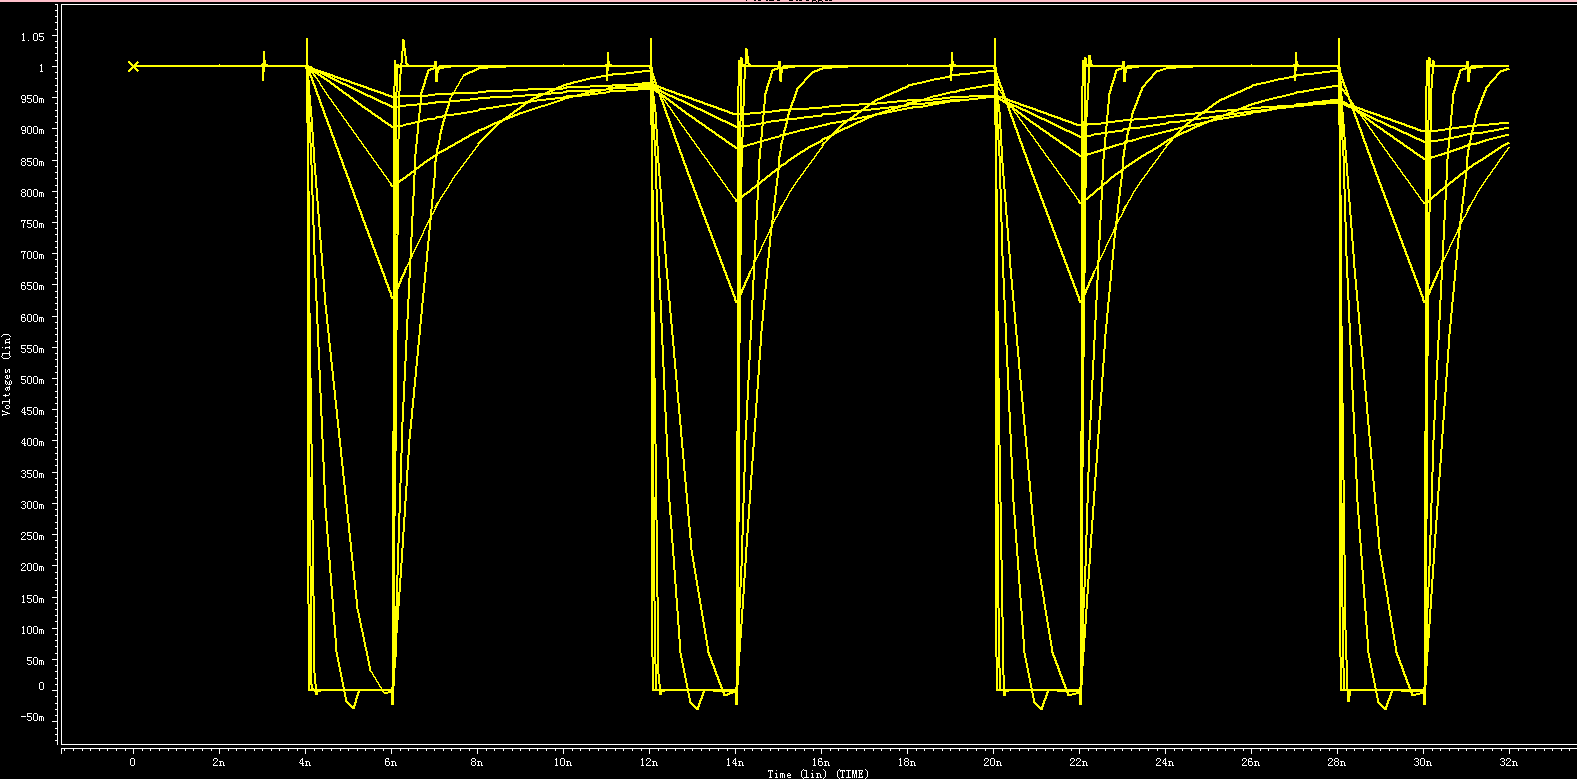 1.05
1
950m
900m
850m
800m
750m
700m
650m
600m
550m
500m
450m
400m
350m
300m
250m
200m
150m
100m
50m
0
-50m
Voltages (lin)
0 2n 4n 6n 8n 10n 12n 14n 16n 18n 20n 22n 24n 26n 28n 30n 32n
Time (lin) (TIME)